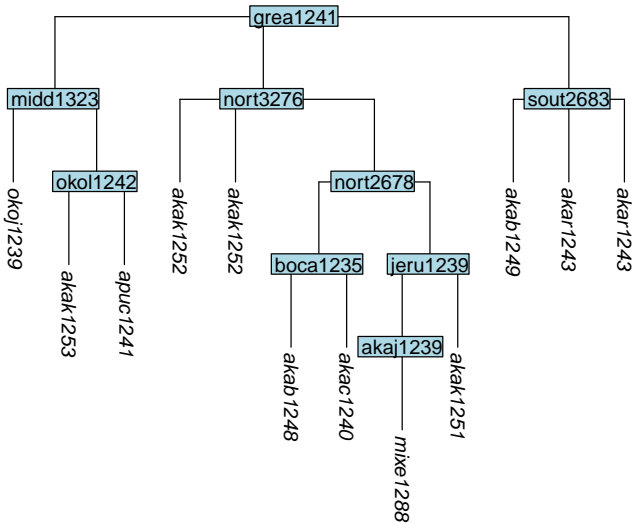 grea1241
midd1323
nort3276
sout2683
okoj1239
okol1242
akak1252
akak1252
nort2678
akab1249
akar1243
akar1243
akak1253
apuc1241
boca1235
jeru1239
akab1248
akac1240
akaj1239
akak1251
mixe1288